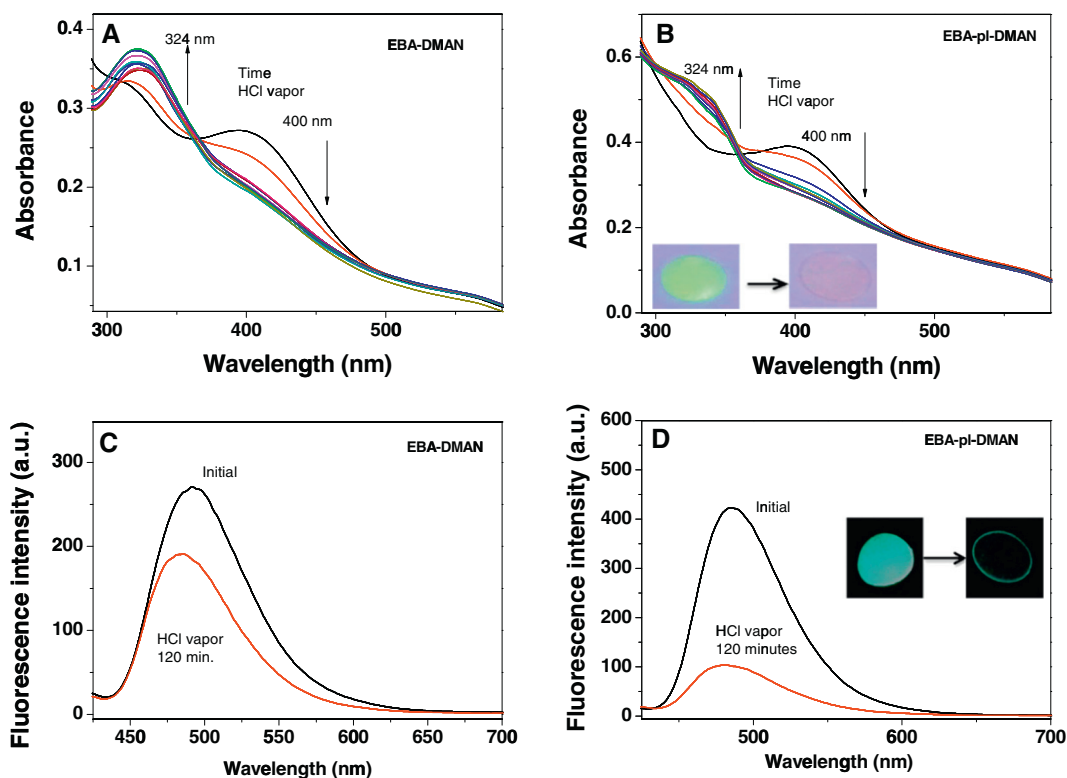 A
EBA-DMAN
324 nm
Time
HCl vapor
400 nm
0.4
0.3
0.2
0.1
Absorbance
300
400
500
Wavelength (nm)
B
EBA-pl-DMAN
324 nm
Time
HCl vapor
400 nm
0.6
0.4
0.2
0.0
Absorbance
290
400
500
Wavelength (nm)
C
EBA-DMAN
Initial
HCl vapor
120 min.
300
200
100
0
Fluorescence intensity (a.u.)
450
500
550
600
650
700
Wavelength (nm)
D
EBA-pl-DMAN
Initial
HCl vapor
120 minutes
600
500
400
300
200
100
0
Fluorescence intensity (a.u.)
500
600
700
Wavelength (nm)